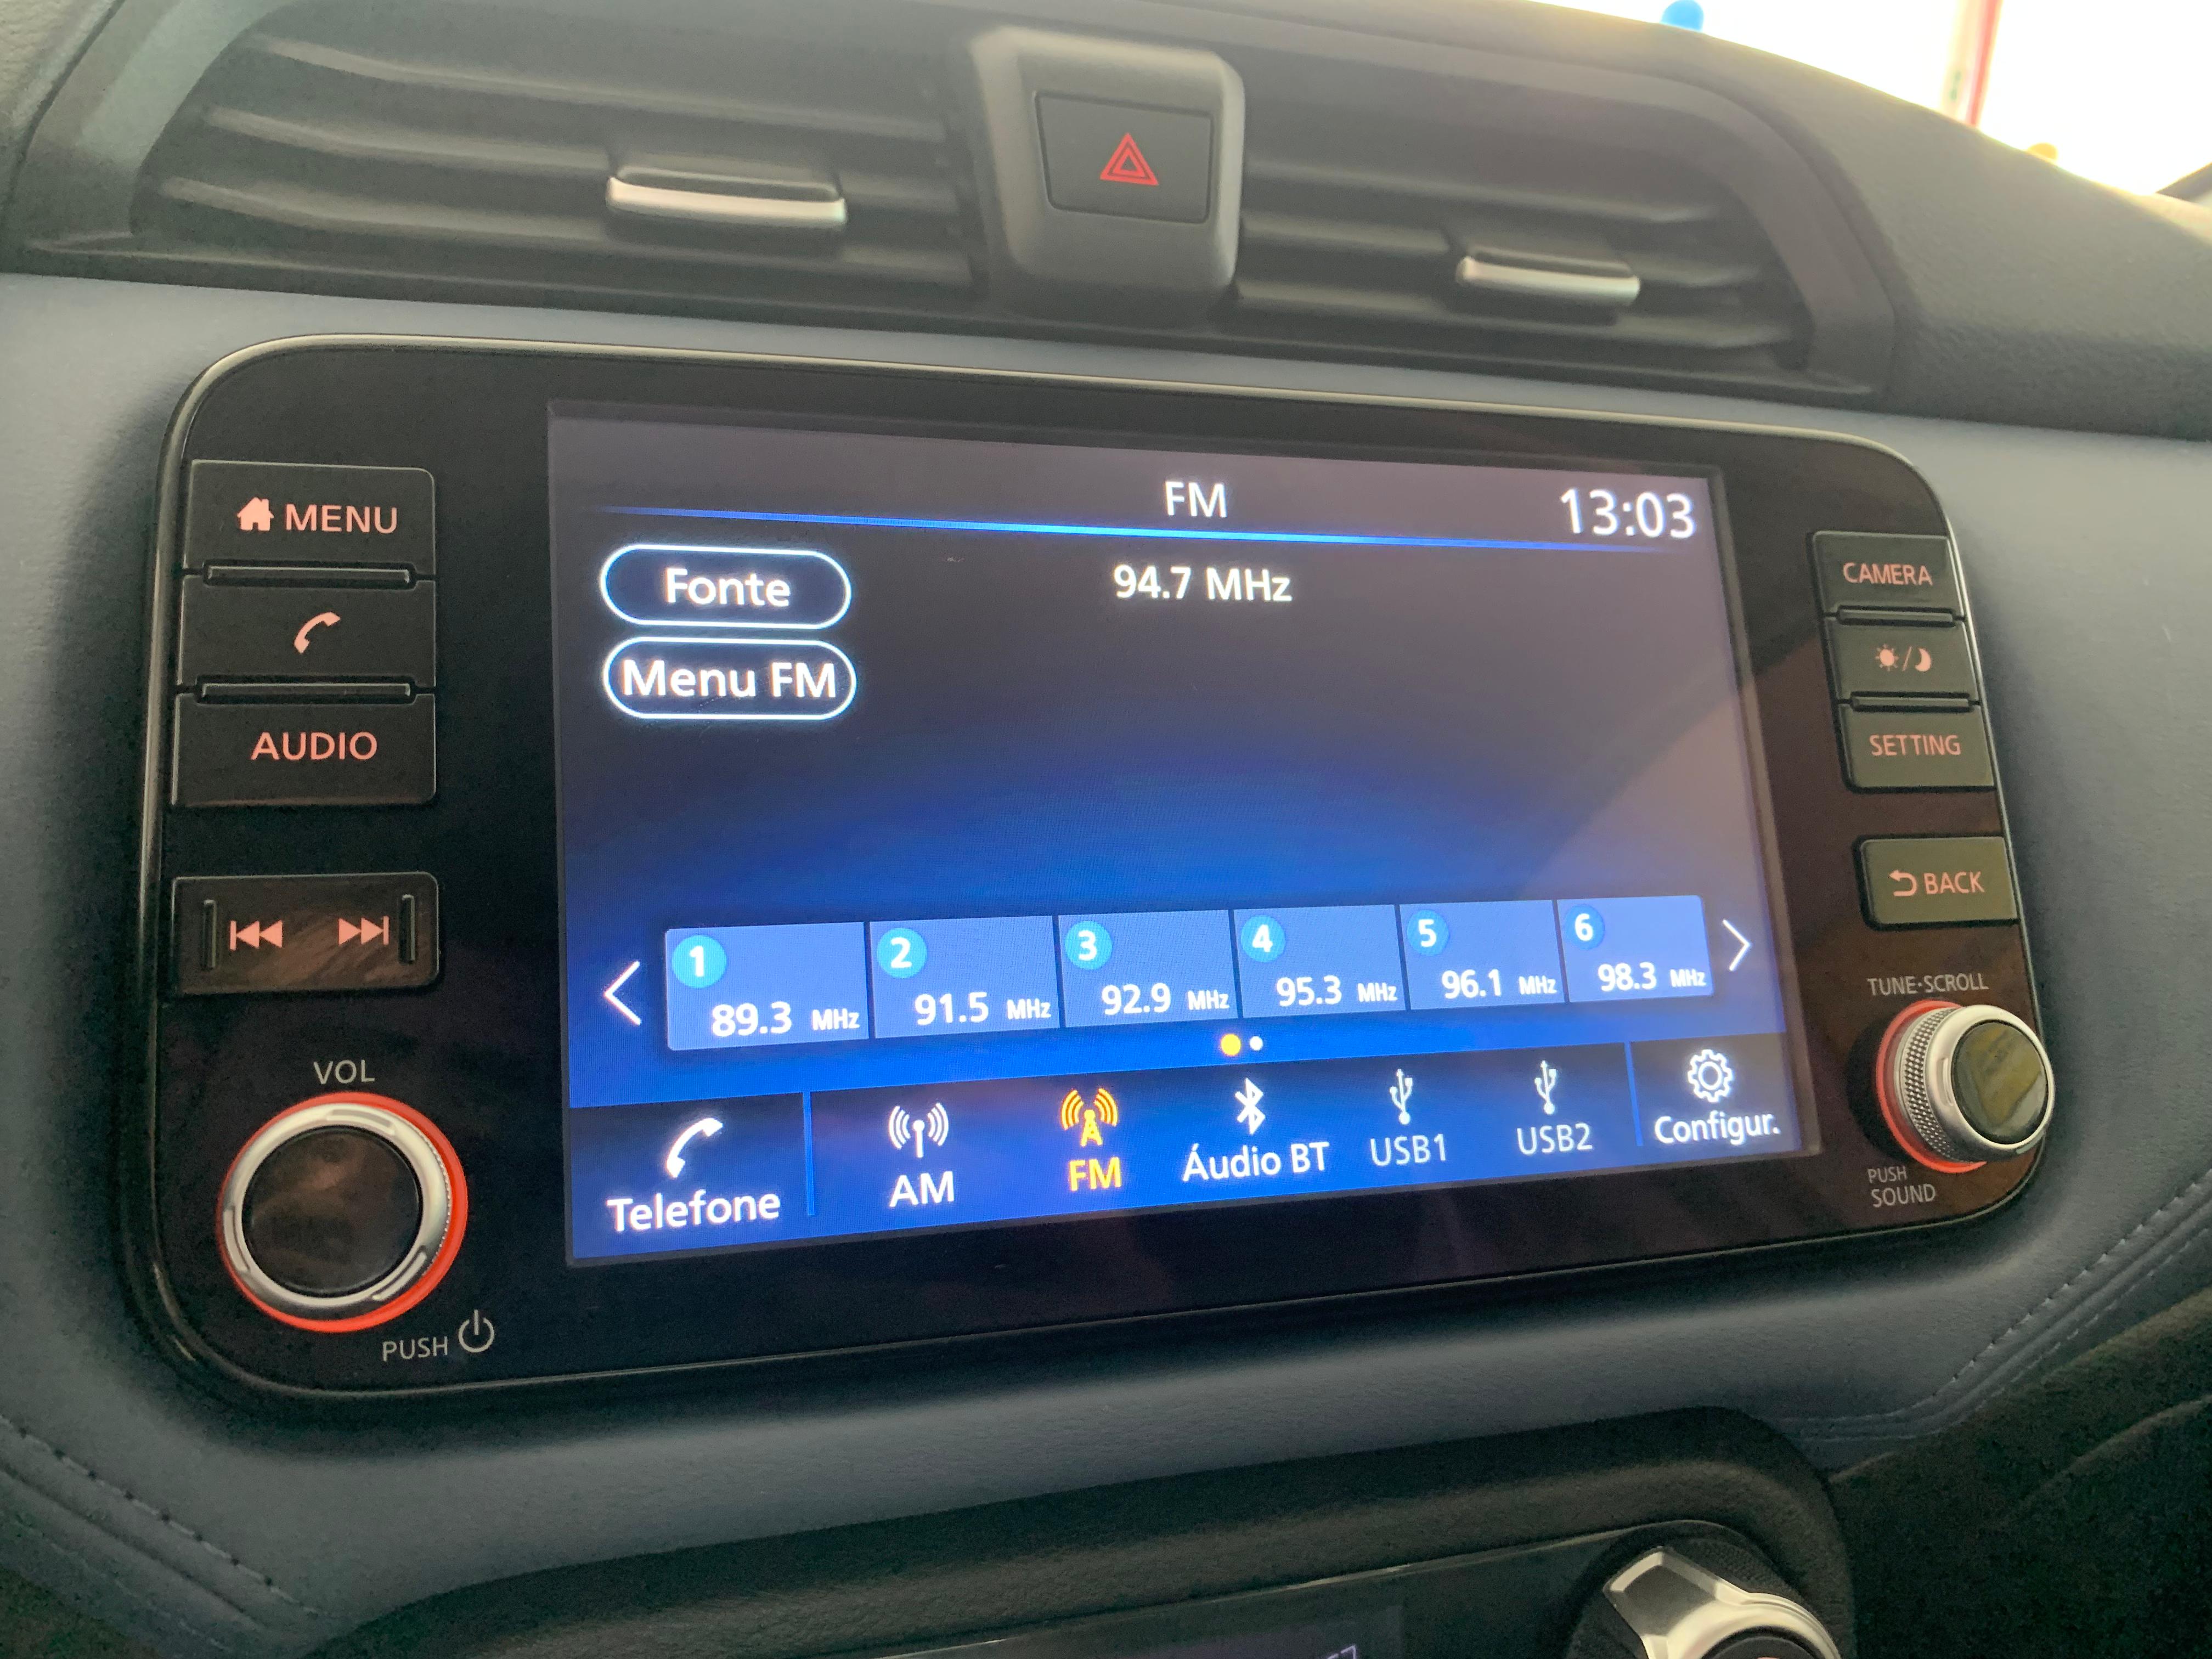 MENU
AUDIO
VOL
PUSH
FM
13:03
Fonte
94.7 MHz
Menu FM
1 2 3 4 5 6
89.3 MHz 91.5 MHz 92.9 MHz 95.3 MHz 96.1 MHz 98.3 MHz
Telefone AM FM Áudio BT USB1 USB2 Configur.
CAMERA
SETTING
BACK
TUNE·SCROLL
PUSH
SOUND